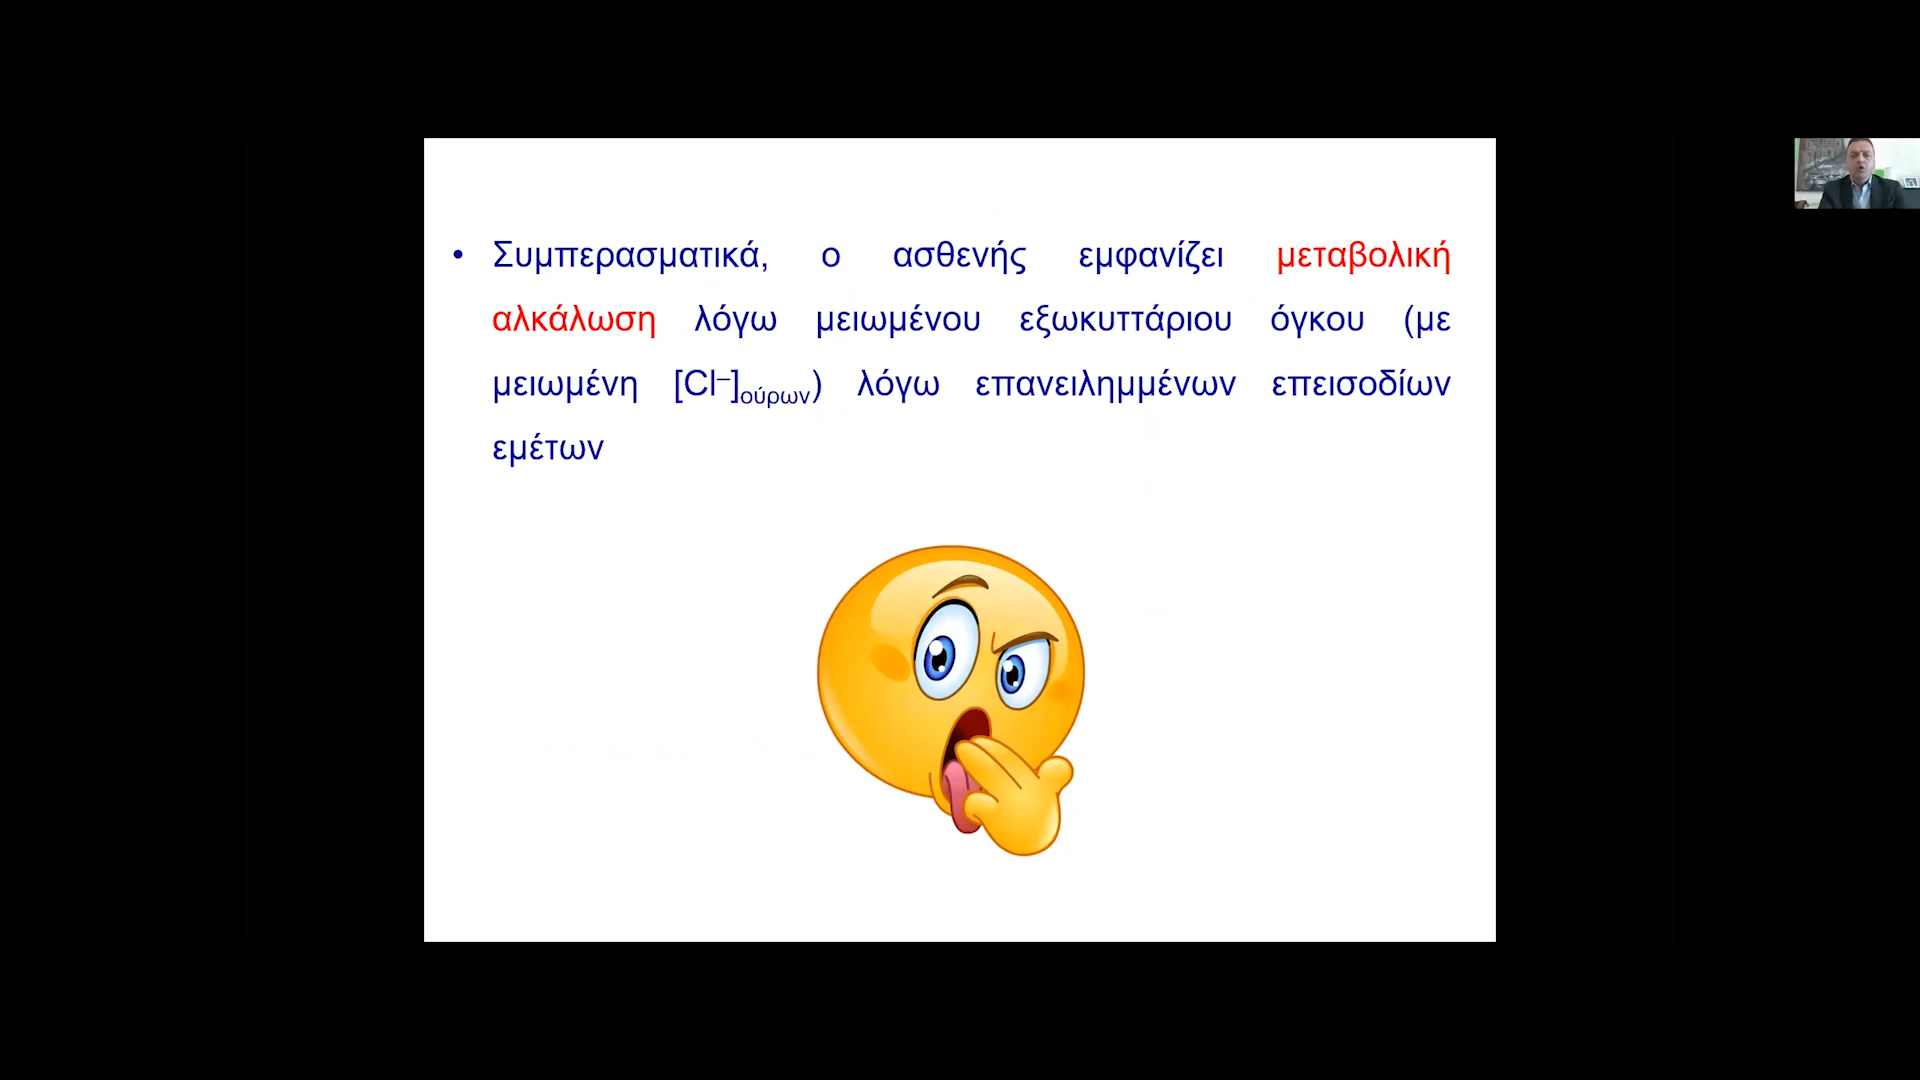 • Συμπερασματικά, ο ασθενής εμφανίζει μεταβολική
αλκάλωση λόγω μειωμένου εξωκυττάριου όγκου (με
μειωμένη [Cl–]ούρων) λόγω επανειλημμένων επεισοδίων
εμέτων